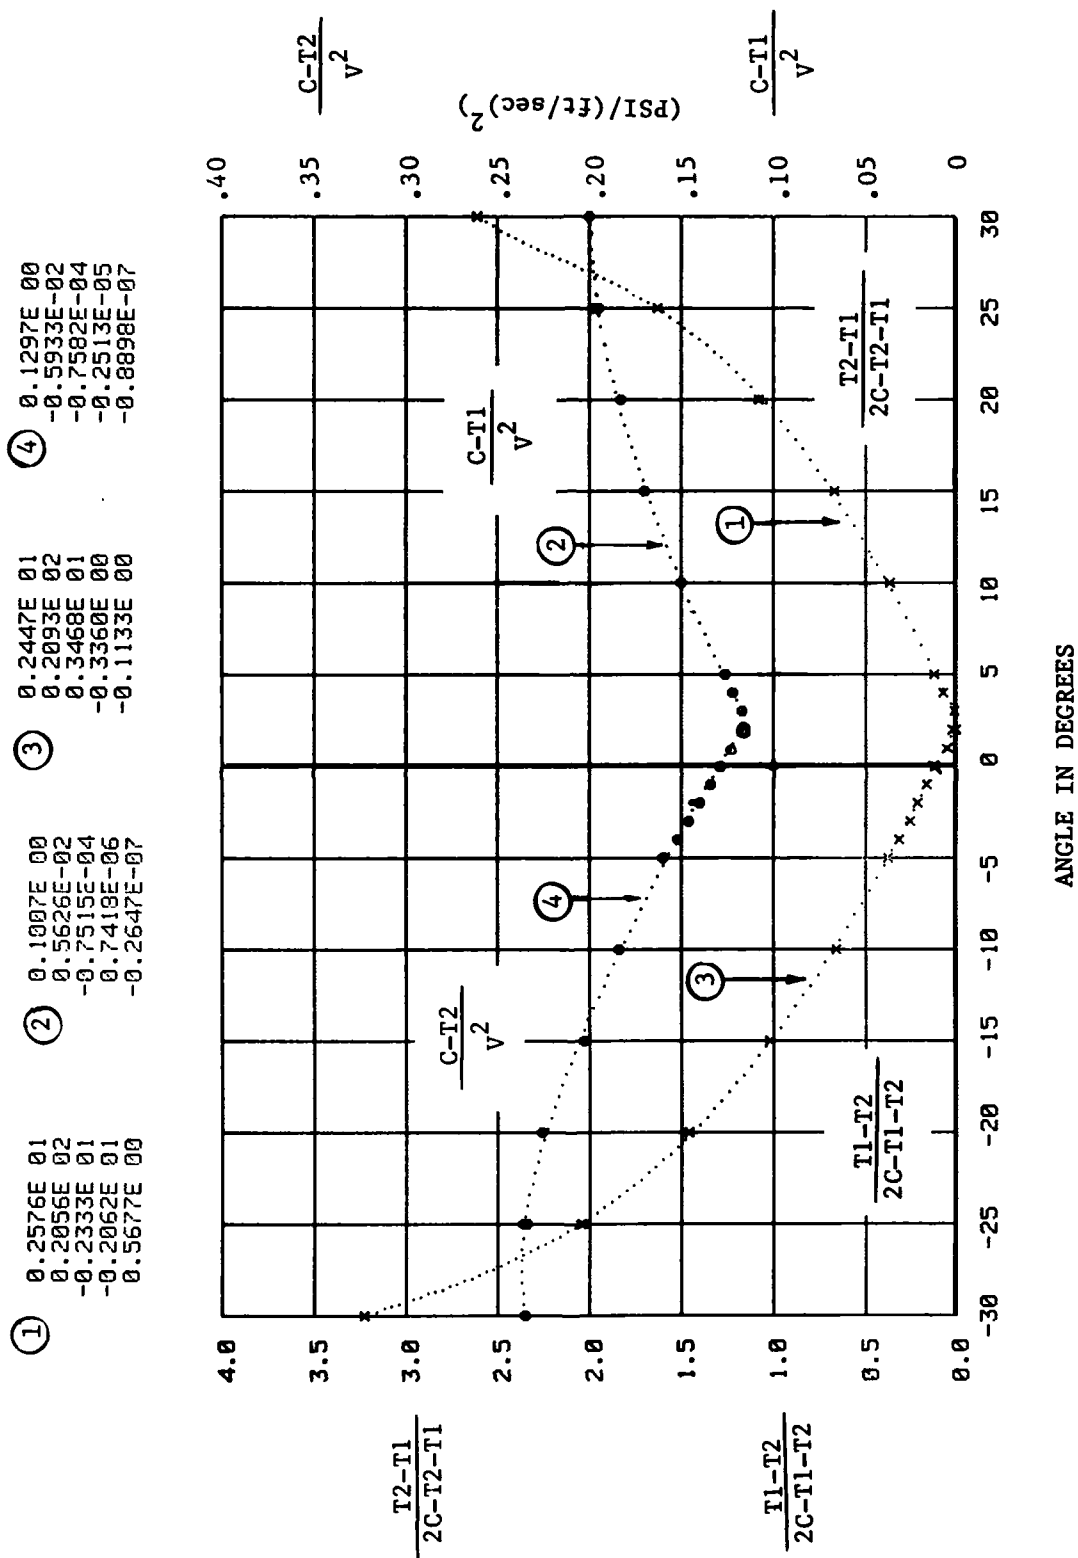 ① 0.2576E 01
0.2056E 02
-0.2333E 01
-0.2062E 01
0.5677E 00
② 0.1007E 00
0.5626E-02
-0.7515E-04
0.7418E-06
-0.2647E-07
③ 0.2447E 01
0.2093E 02
0.3468E 01
-0.3360E 00
-0.1133E 00
④ 0.1297E 00
-0.5933E-02
-0.7582E-04
-0.2513E-05
-0.8898E-07
T2-T1
2C-T2-T1
T1-T2
2C-T1-T2
4.0
3.5
3.0
2.5
2.0
1.5
1.0
0.5
0.0
C-T2
V2
C-T1
V2
④
②
③
①
T1-T2
2C-T1-T2
T2-T1
2C-T2-T1
.40
.35
.30
.25
.20
.15
.10
.05
0
C-T2
V2
(PSI/(ft/sec)2)
C-T1
V2
-30 -25 -20 -15 -10 -5 0 5 10 15 20 25 30
ANGLE IN DEGREES